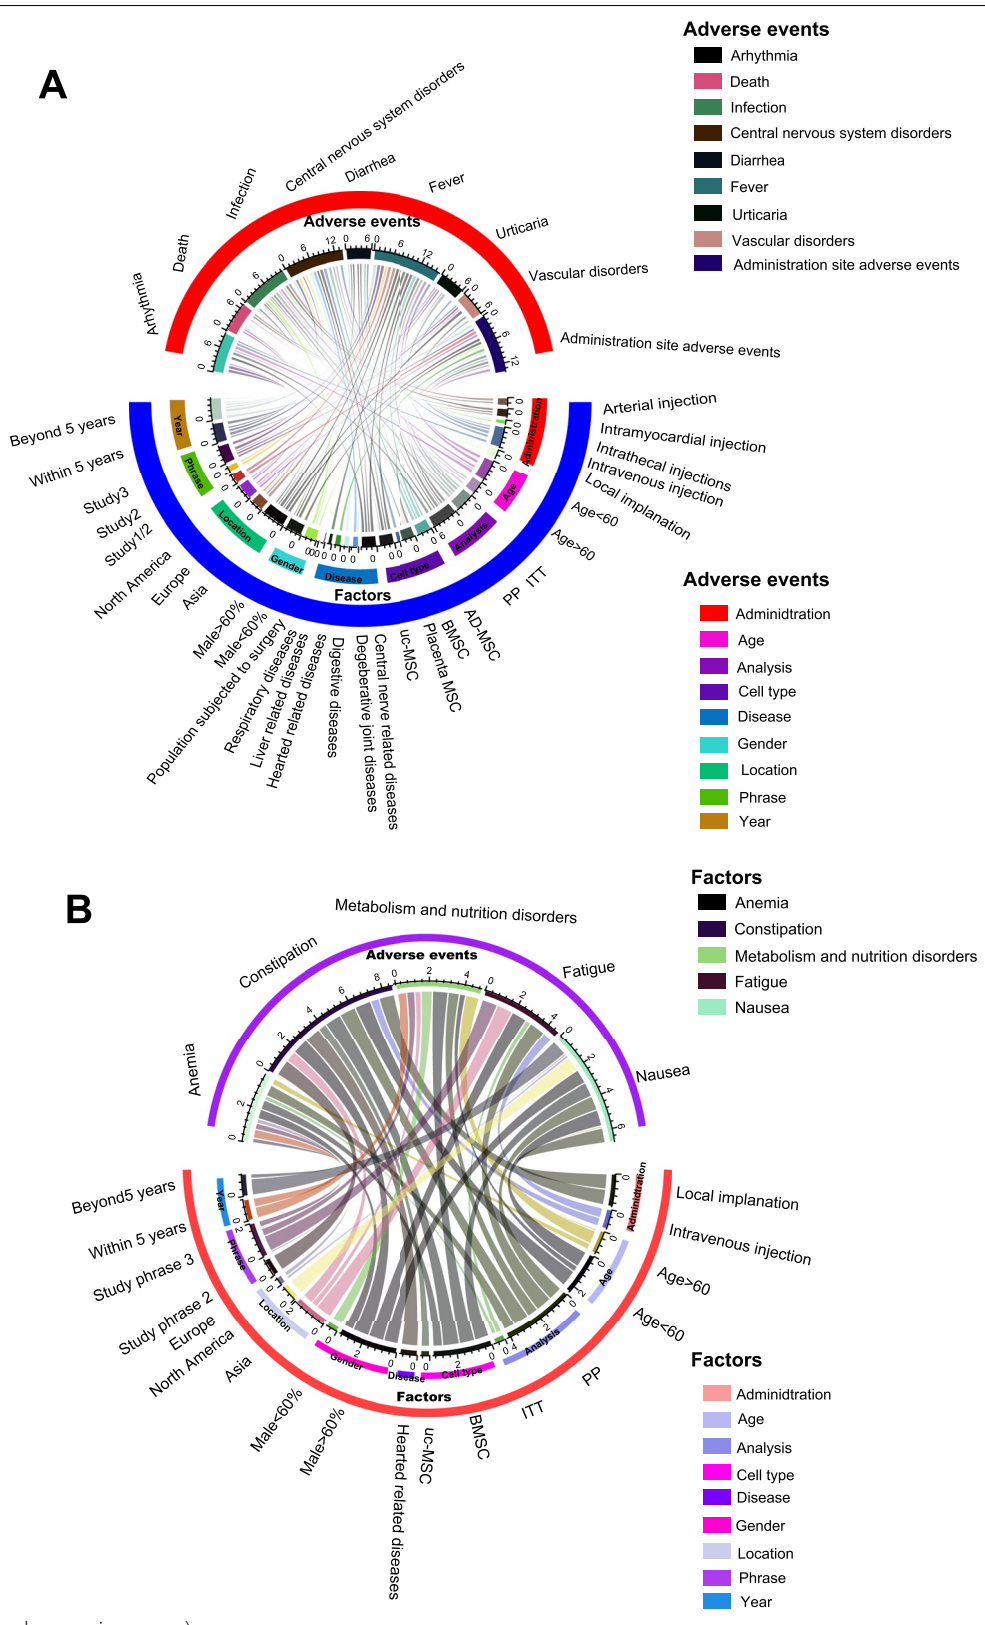 A
Adverse events
Arhythmia
Death
Infection
Central nervous system disorders
Diarrhea
Fever
Urticaria
Vascular disorders
Administration site adverse events
Arhythmia
Death
Infection
Central nervous system disorders
Diarrhea
Fever
Urticaria
Vascular disorders
Administration site adverse events
Adverse events
Arterial injection
Intramyocardial injection
Intrathecal injections
Intravenous injection
Local implanation
Age<60
Age>60
ITT
PP
AD-MSC
BMSC
Placenta MSC
uc-MSC
Central nerve related diseases
Degeberative joint diseases
Digestive diseases
Hearted related diseases
Liver related diseases
Respiratory diseases
Population subjected to surgery
Male<60%
Male>60%
Asia
Europe
North America
Study1/2
Study2
Study3
Within 5 years
Beyond 5 years
Year
Phrase
Location
Gender
Disease
Cell type
Analysis
Age
Administration
Factors
Adverse events
Adminidtration
Age
Analysis
Cell type
Disease
Gender
Location
Phrase
Year
B
Factors
Anemia
Constipation
Metabolism and nutrition disorders
Fatigue
Nausea
Anemia
Constipation
Metabolism and nutrition disorders
Fatigue
Nausea
Adverse events
Local implanation
Intravenous injection
Age>60
Age<60
PP
ITT
BMSC
uc-MSC
Hearted related diseases
Male>60%
Male<60%
Asia
North America
Europe
Study phrase 2
Study phrase 3
Within 5 years
Beyond5 years
Year
Phrase
Location
Gender
Disease
Cell type
Analysis
Age
Adminidtration
Factors
Factors
Adminidtration
Age
Analysis
Cell type
Disease
Gender
Location
Phrase
Year